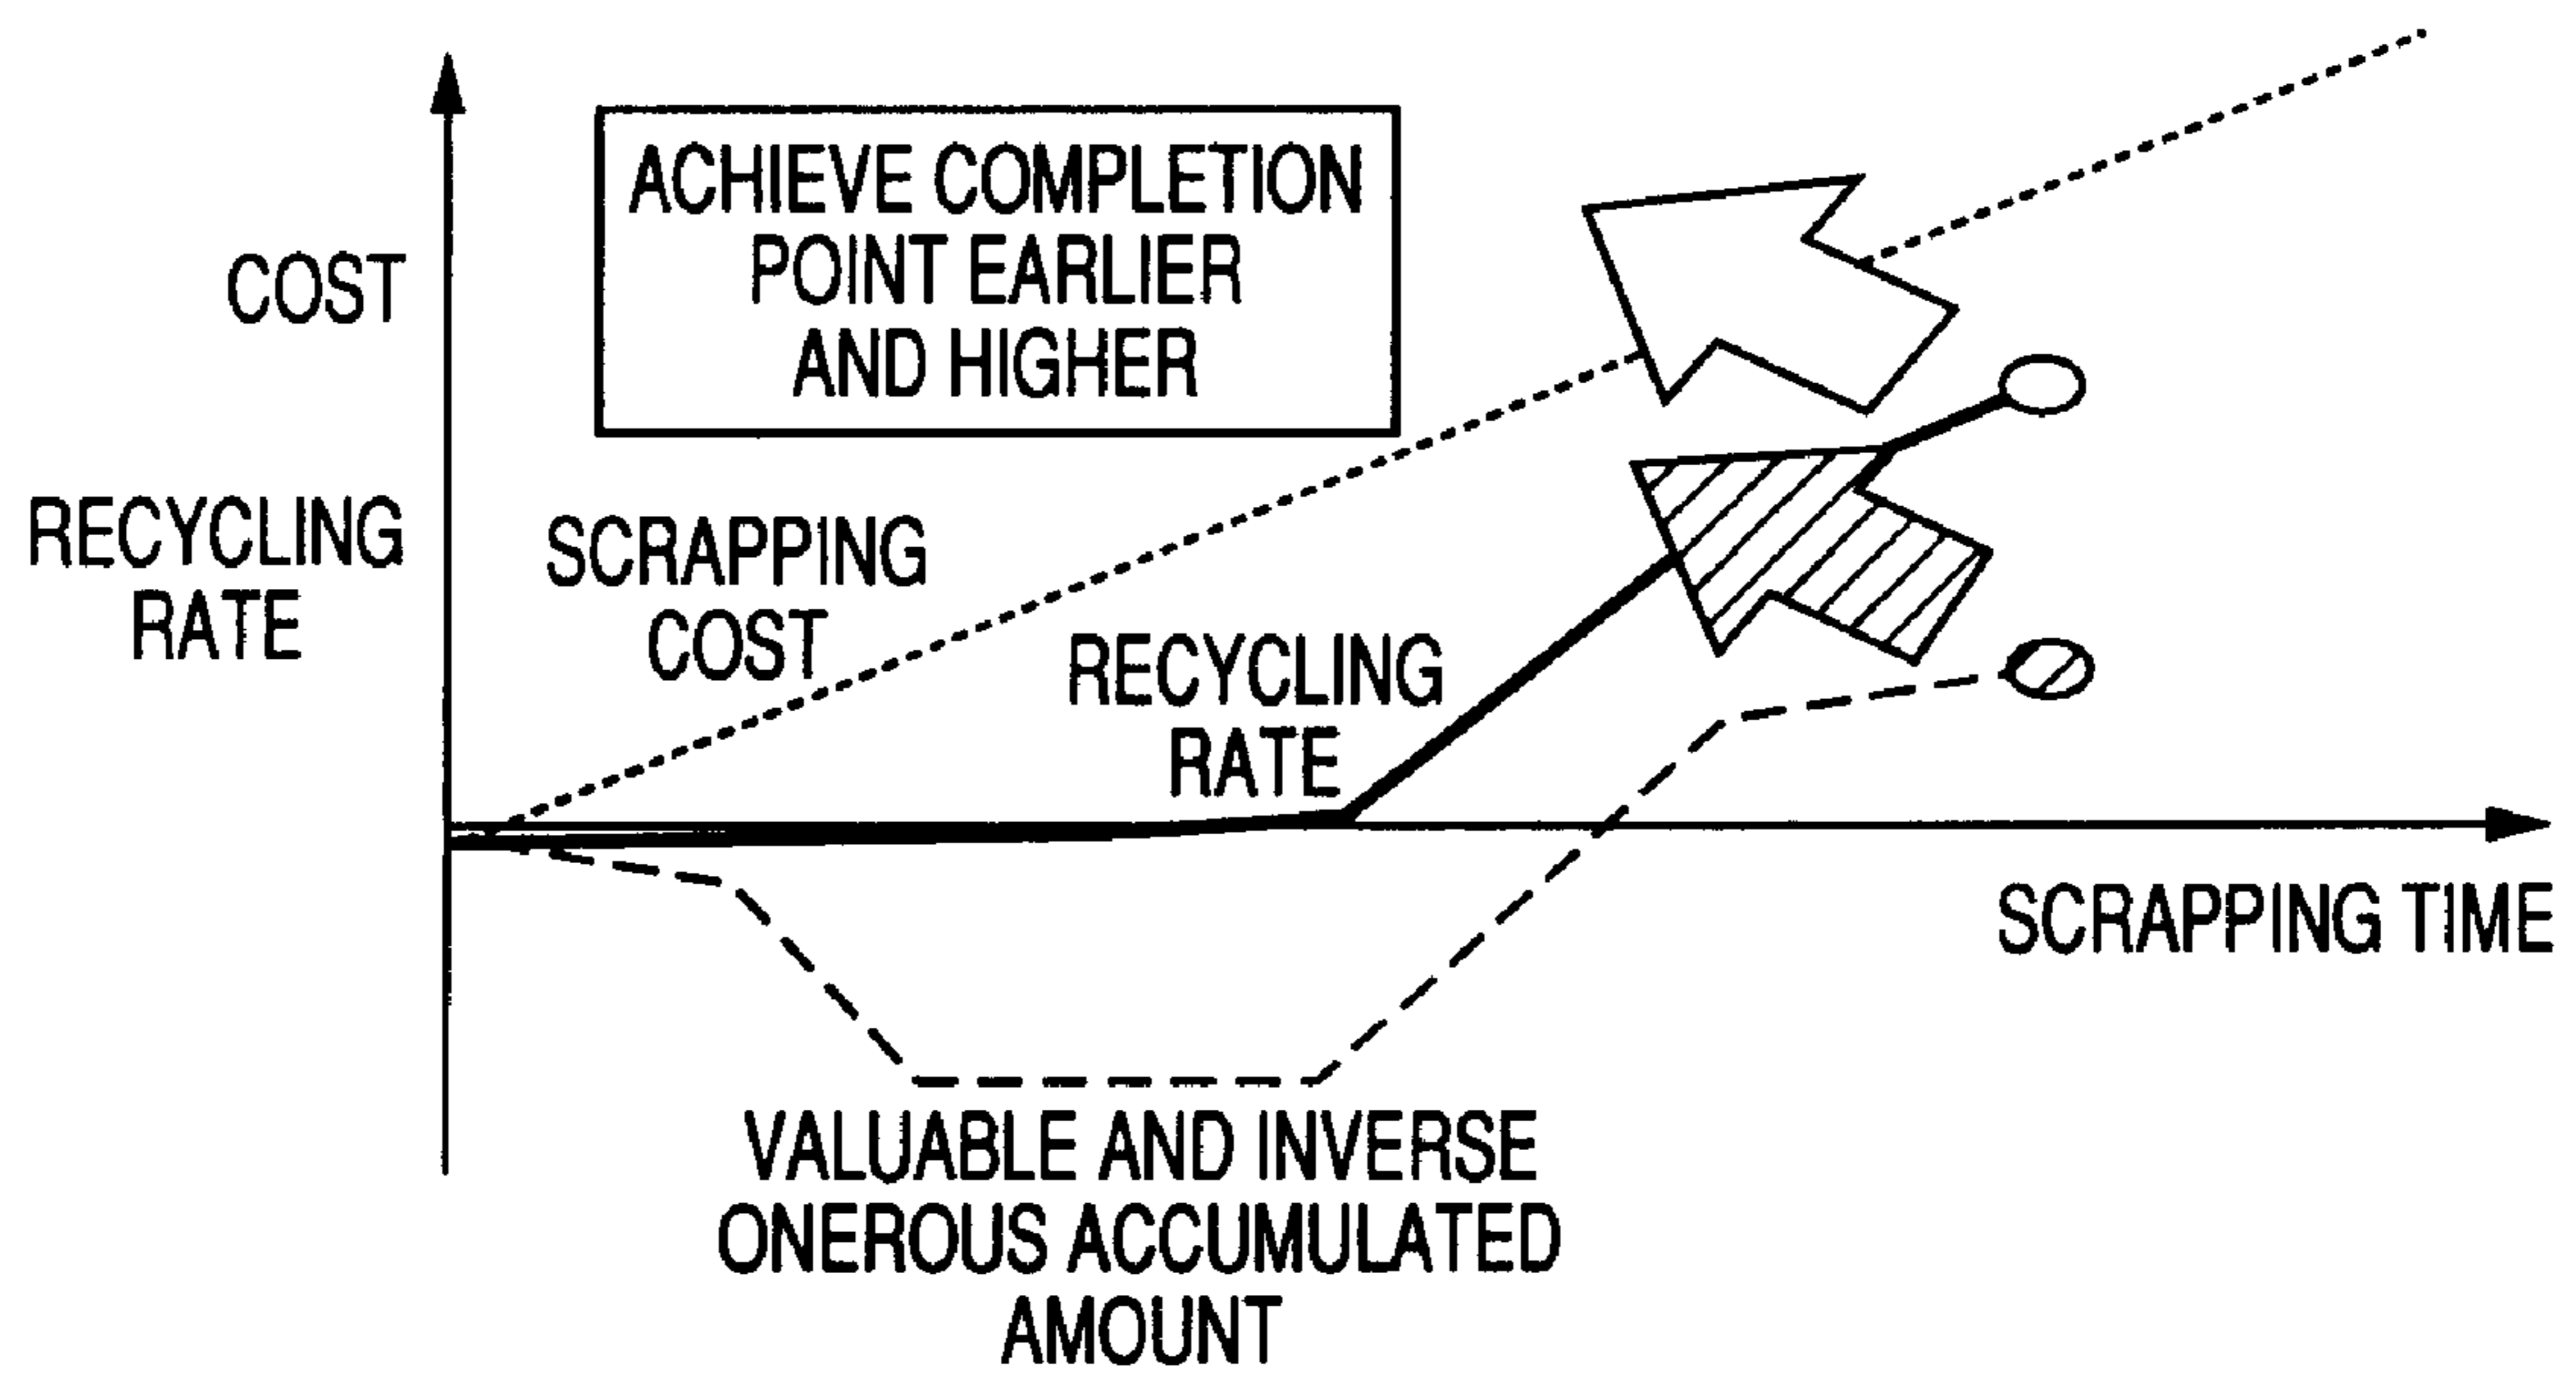 ACHIEVE COMPLETION
POINT EARLIER
AND HIGHER
COST
RECYCLING
RATE
SCRAPPING
COST
RECYCLING
RATE
SCRAPPING TIME
VALUABLE AND INVERSE
ONEROUS ACCUMULATED
AMOUNT